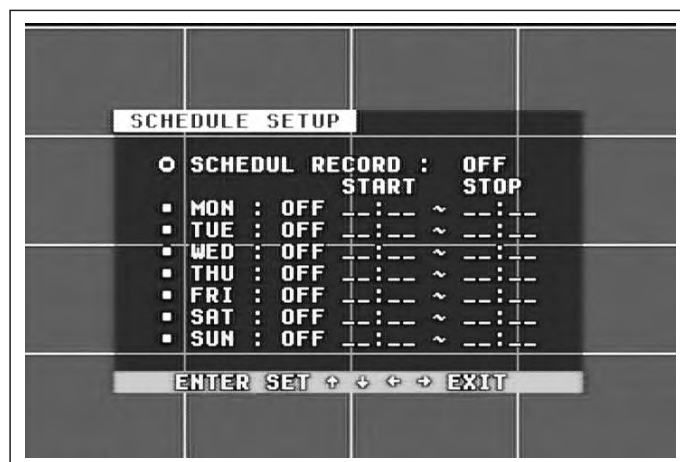 SCHEDULE SETUP
SCHEDUL RECORD : OFF
START STOP
MON : OFF __:__ ~ __:__
TUE : OFF __:__ ~ __:__
WED : OFF __:__ ~ __:__
THU : OFF __:__ ~ __:__
FRI : OFF __:__ ~ __:__
SAT : OFF __:__ ~ __:__
SUN : OFF __:__ ~ __:__
ENTER SET ↑ ↓ ← → EXIT